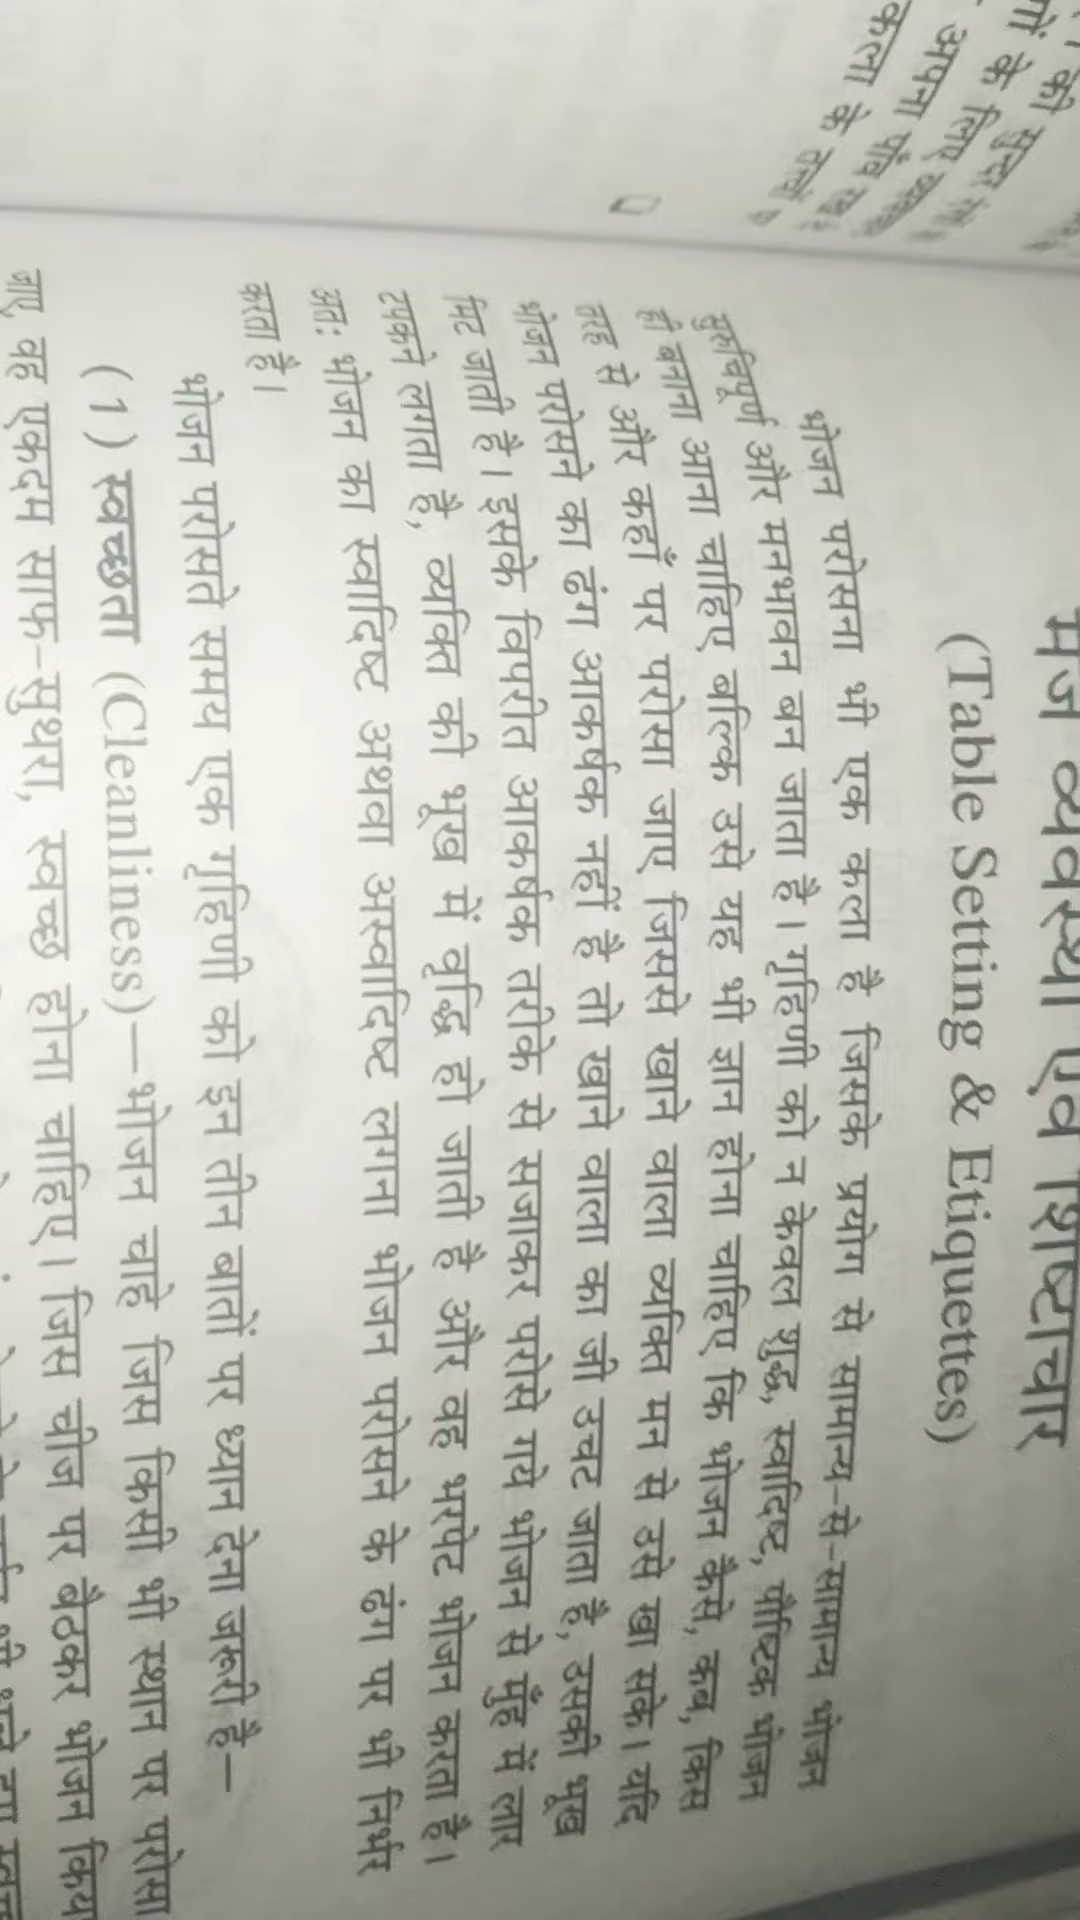 मेज व्यवस्था एवं शिष्टाचार
(Table Setting & Etiquettes)
भोजन परोसना भी एक कला है जिसके प्रयोग से सामान्य-से-सामान्य भोजन
सुरुचिपूर्ण और मनभावन बन जाता है। गृहिणी को न केवल शुद्ध, स्वादिष्ट, पौष्टिक भोजन
ही बनाना आना चाहिए बल्कि उसे यह भी ज्ञान होना चाहिए कि भोजन कैसे, कब, किस
तरह से और कहाँ पर परोसा जाए जिससे खाने वाला व्यक्ति मन से उसे खा सके। यदि
भोजन परोसने का ढंग आकर्षक नहीं है तो खाने वाला का जी उचट जाता है, उसकी भूख
मिट जाती है। इसके विपरीत आकर्षक तरीके से सजाकर परोसे गये भोजन से मुँह में लार
टपकने लगता है, व्यक्ति की भूख में वृद्धि हो जाती है और वह भरपेट भोजन करता है।
अतः भोजन का स्वादिष्ट अथवा अस्वादिष्ट लगना भोजन परोसने के ढंग पर भी निर्भर
करता है।
भोजन परोसते समय एक गृहिणी को इन तीन बातों पर ध्यान देना जरूरी है—
(1) स्वच्छता (Cleanliness)—भोजन चाहे जिस किसी भी स्थान पर परोसा
जाए वह एकदम साफ-सुथरा, स्वच्छ होना चाहिए। जिस चीज पर बैठकर भोजन किया